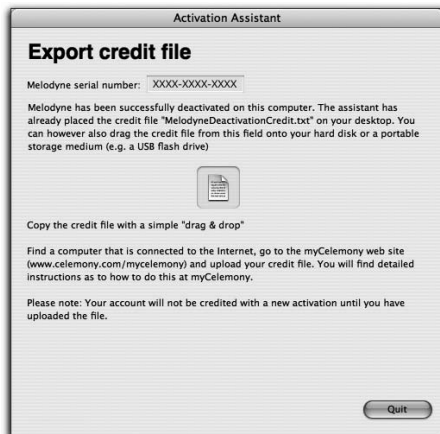 Activation Assistant
Export credit file
Melodyne serial number: XXXX-XXXX-XXXX
Melodyne has been successfully deactivated on this computer. The assistant has
already placed the credit file "MelodyneDeactivationCredit.txt" on your desktop. You
can however also drag the credit file from this field onto your hard disk or a portable
storage medium (e.g. a USB flash drive)
Copy the credit file with a simple "drag & drop"
Find a computer that is connected to the Internet, go to the myCelemony web site
(www.celemony.com/mycelemony) and upload your credit file. You will find detailed
instructions as to how to do this at myCelemony.
Please note: Your account will not be credited with a new activation until you have
uploaded the file.
Quit